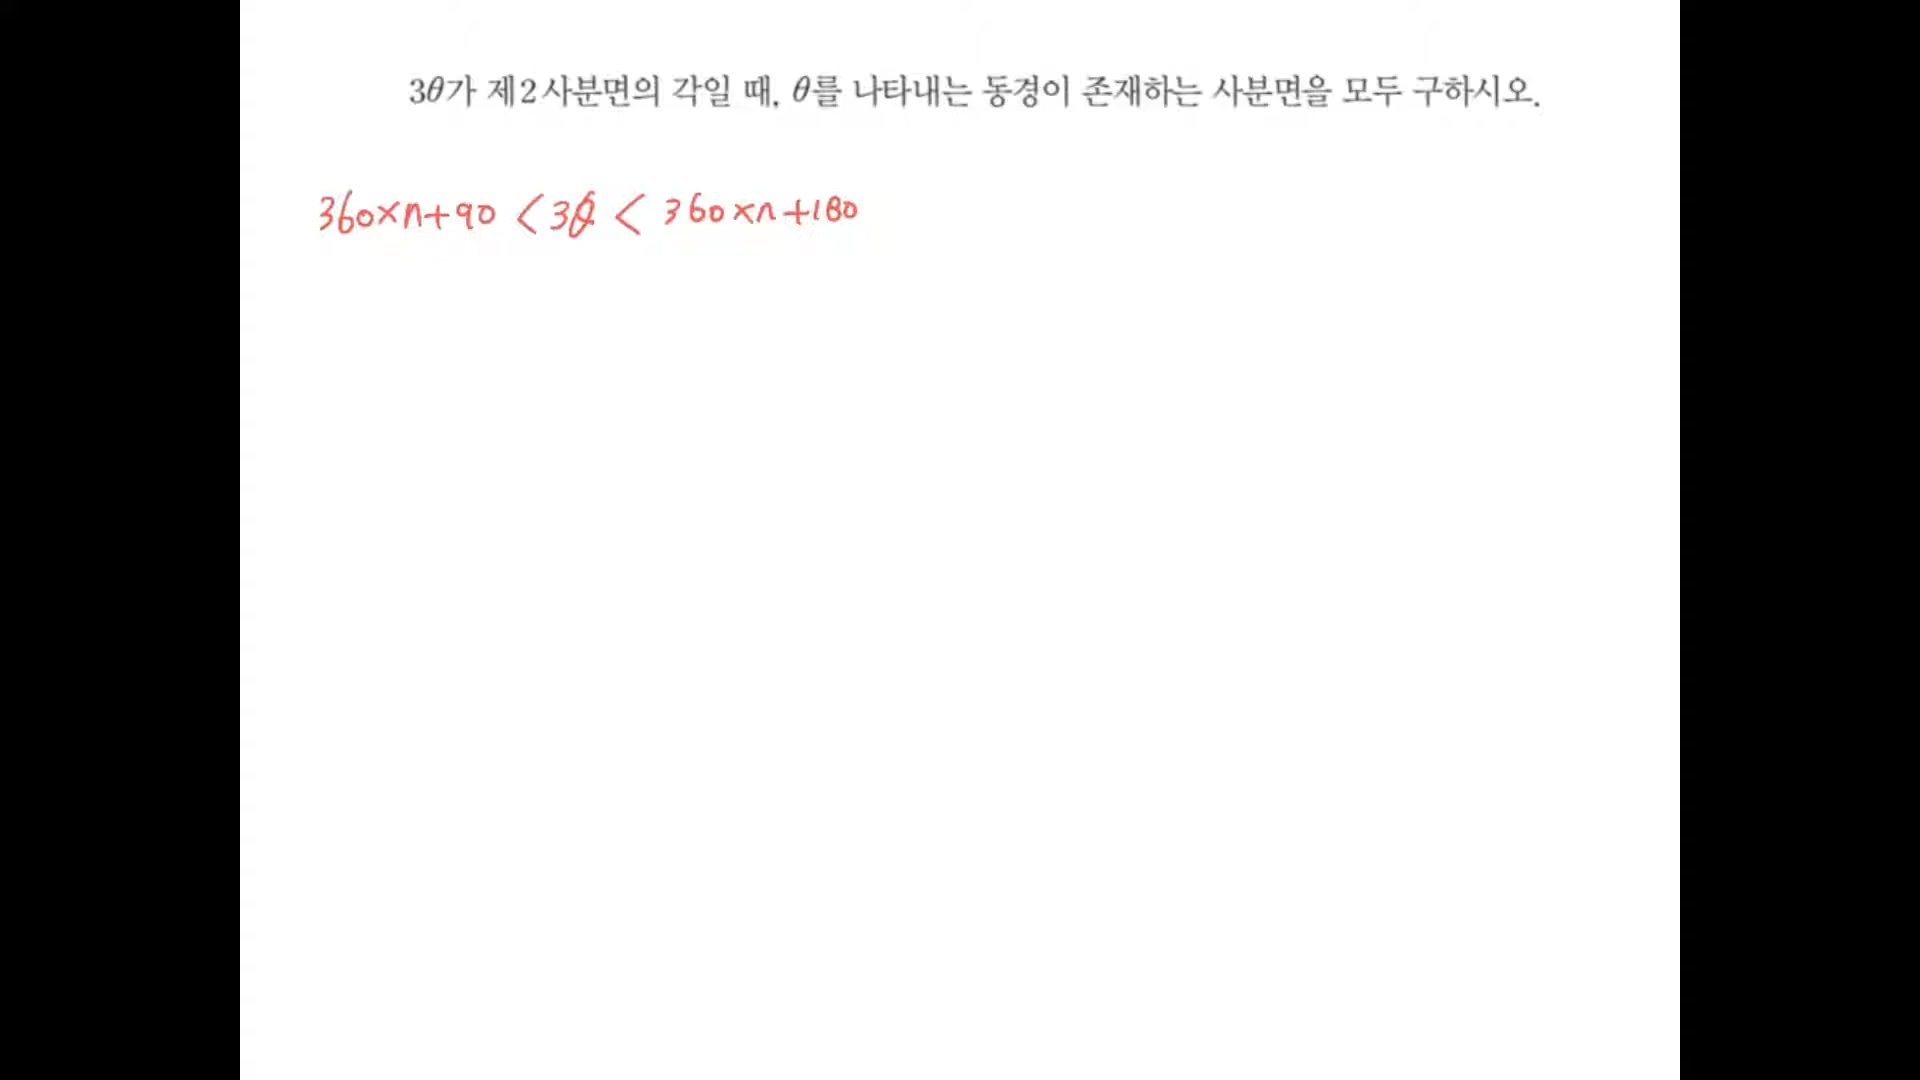 3θ가 제2사분면의 각일 때, θ를 나타내는 동경이 존재하는 사분면을 모두 구하시오.
360×n+90 < 3θ < 360×n+180